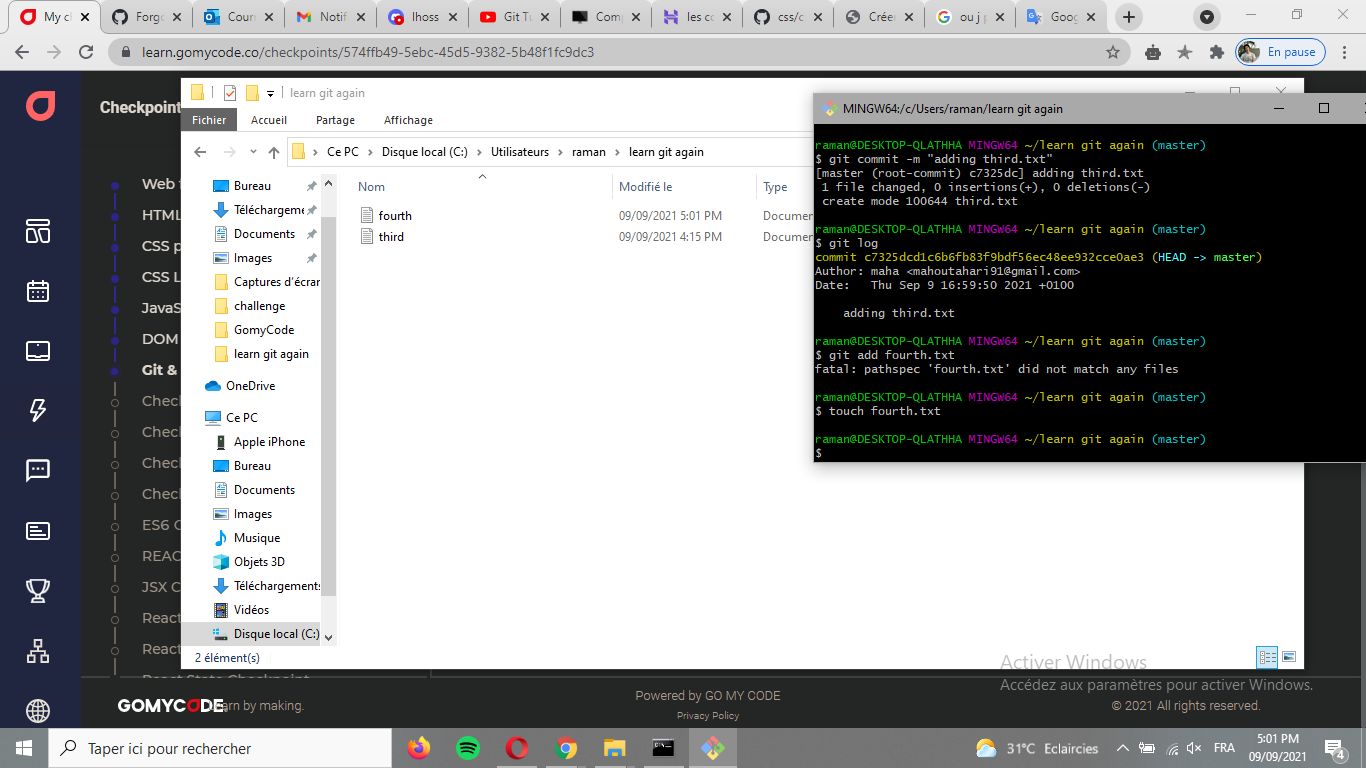 My c
Forgo
Cour
Notif
lhoss
Git Tu
Comp
les co
css/c
Crée
ou j p
Goog
learn.gomycode.co/checkpoints/574ffb49-5ebc-45d5-9382-5b48f1fc9dc3
En pause
Checkpoint
Web f
HTML
CSS p
CSS L
JavaS
DOM
Git &
Check
Check
Check
Check
ES6 C
REAC
JSX C
React
React
React State Checkpoint
learn git again
Fichier
Accueil
Partage
Affichage
Ce PC
Disque local (C:)
Utilisateurs
raman
learn git again
Bureau
Téléchargeme
Documents
Images
Captures d'écrar
challenge
GomyCode
learn git again
OneDrive
Ce PC
Apple iPhone
Bureau
Documents
Images
Musique
Objets 3D
Téléchargements
Vidéos
Disque local (C:)
Nom
Modifié le
Type
fourth
09/09/2021 5:01 PM
Documer
third
09/09/2021 4:15 PM
Documer
2 élément(s)
MINGW64:/c/Users/raman/learn git again
raman@DESKTOP-QLATHHA MINGW64 ~/learn git again (master)
$ git commit -m "adding third.txt"
[master (root-commit) c7325dc] adding third.txt
1 file changed, 0 insertions(+), 0 deletions(-)
create mode 100644 third.txt
raman@DESKTOP-QLATHHA MINGW64 ~/learn git again (master)
$ git log
commit c7325dcd1c6b6fb83f9bdf56ec48ee932cce0ae3 (HEAD -> master)
Author: maha <mahoutahari91@gmail.com>
Date:   Thu Sep 9 16:59:50 2021 +0100
adding third.txt
raman@DESKTOP-QLATHHA MINGW64 ~/learn git again (master)
$ git add fourth.txt
fatal: pathspec 'fourth.txt' did not match any files
raman@DESKTOP-QLATHHA MINGW64 ~/learn git again (master)
$ touch fourth.txt
raman@DESKTOP-QLATHHA MINGW64 ~/learn git again (master)
$
Activer Windows
Accédez aux paramètres pour activer Windows.
GOMYCODE
Learn by making.
Powered by GO MY CODE
Privacy Policy
© 2021 All rights reserved.
Taper ici pour rechercher
31°C Eclaircies
FRA
5:01 PM
09/09/2021
4